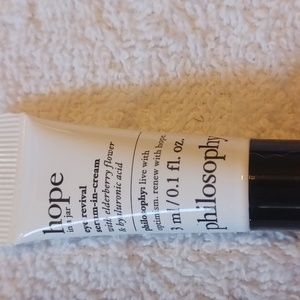 hope
in a jar
eye revival
serum-in-cream
with elderberry flower
& hyaluronic acid
philosophy: live with
optimism. renew with hope.
3 ml / 0.1 fl. oz.
philosophy